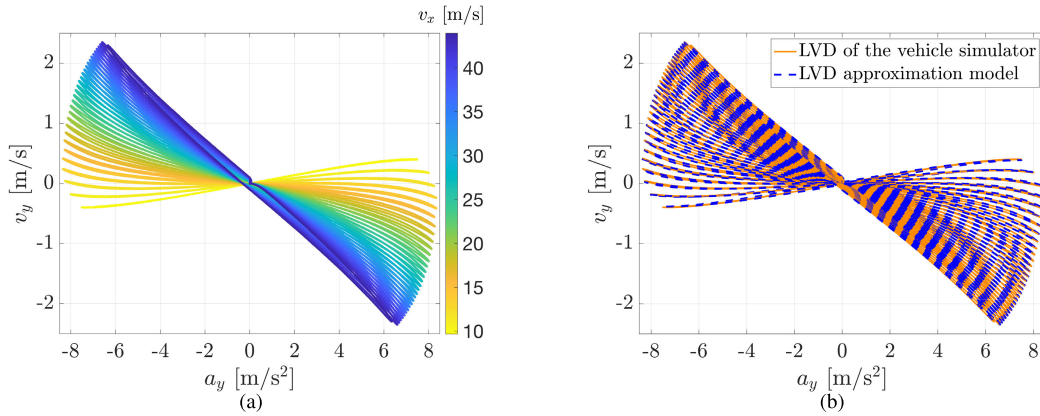 v_x [m/s]
2
1
0
-1
-2
v_y [m/s]
-8 -6 -4 -2 0 2 4 6 8
a_y [m/s²]
40
35
30
25
20
15
10
(a)
LVD of the vehicle simulator
LVD approximation model
2
1
0
-1
-2
v_y [m/s]
-8 -6 -4 -2 0 2 4 6 8
a_y [m/s²]
(b)